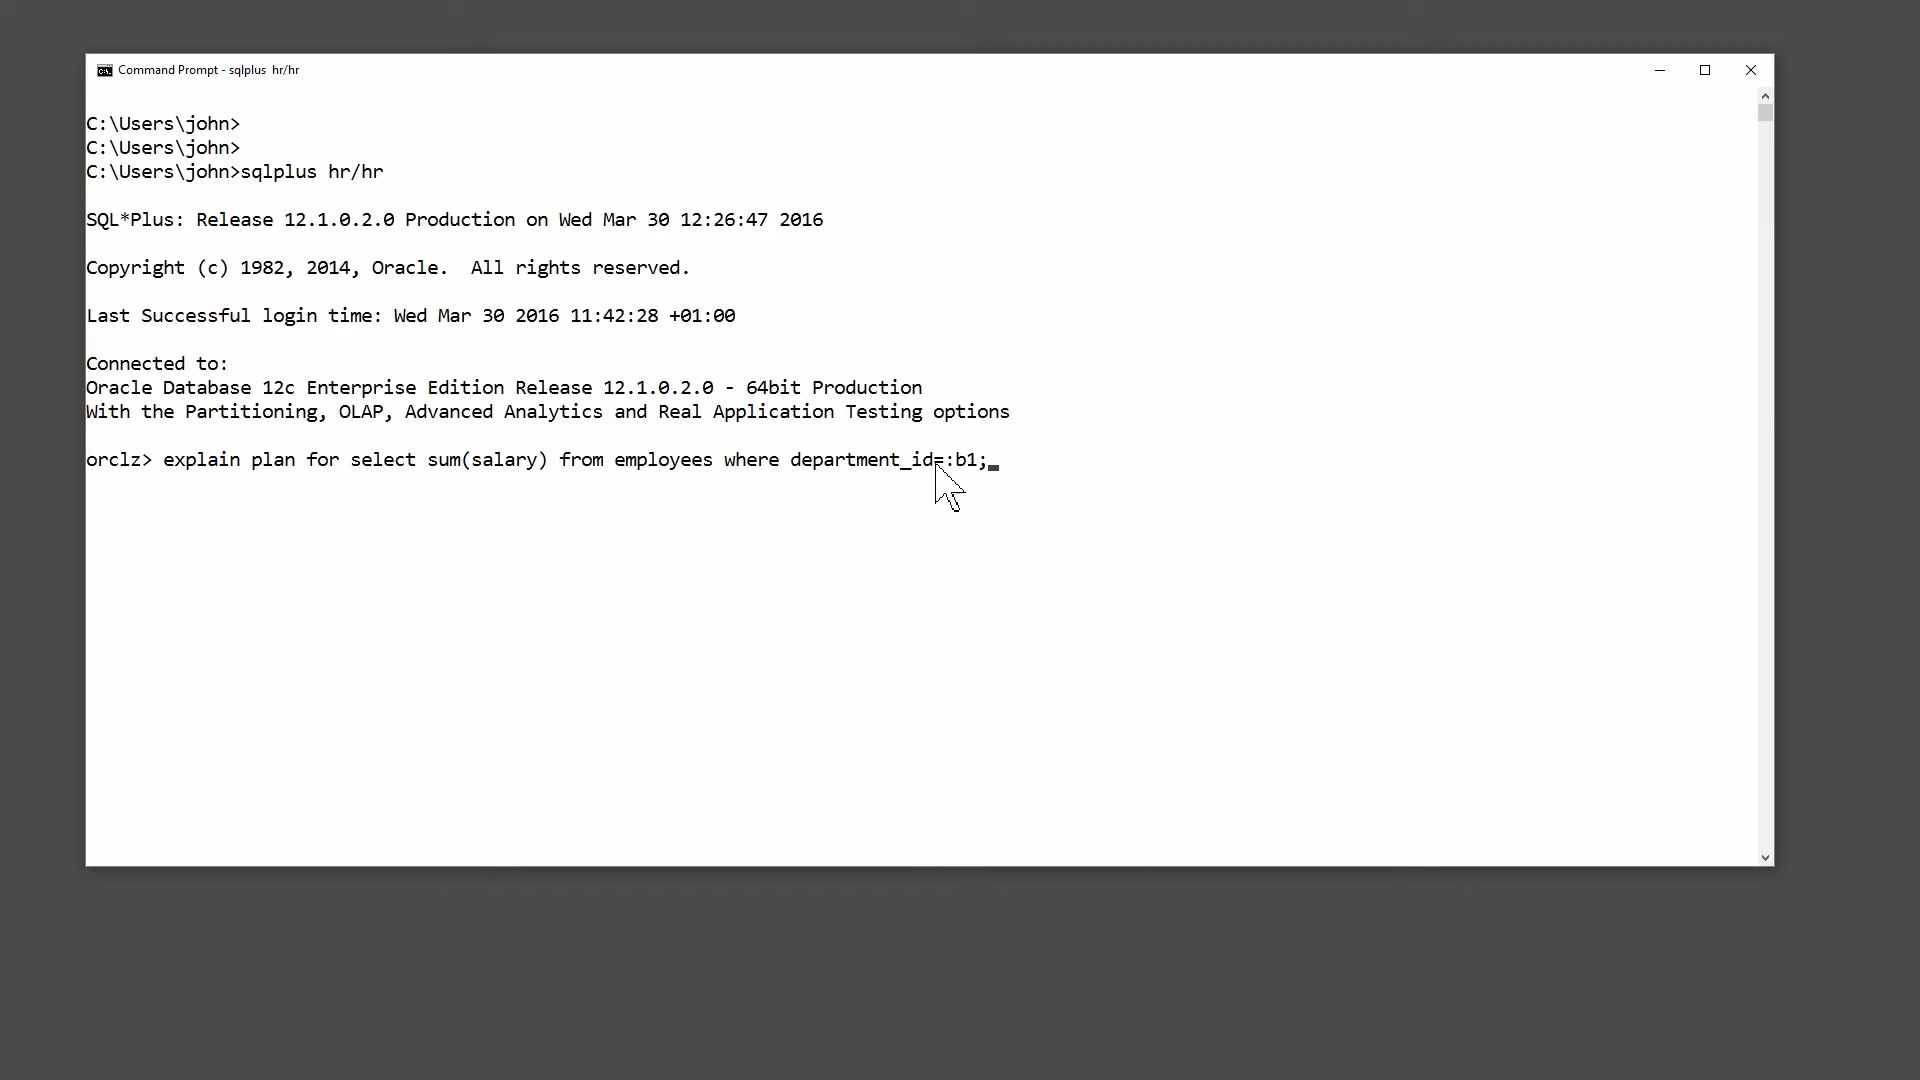 Command Prompt - sqlplus  hr/hr
C:\Users\john>
C:\Users\john>
C:\Users\john>sqlplus hr/hr
SQL*Plus: Release 12.1.0.2.0 Production on Wed Mar 30 12:26:47 2016
Copyright (c) 1982, 2014, Oracle.  All rights reserved.
Last Successful login time: Wed Mar 30 2016 11:42:28 +01:00
Connected to:
Oracle Database 12c Enterprise Edition Release 12.1.0.2.0 - 64bit Production
With the Partitioning, OLAP, Advanced Analytics and Real Application Testing options
orclz> explain plan for select sum(salary) from employees where department_id=:b1;